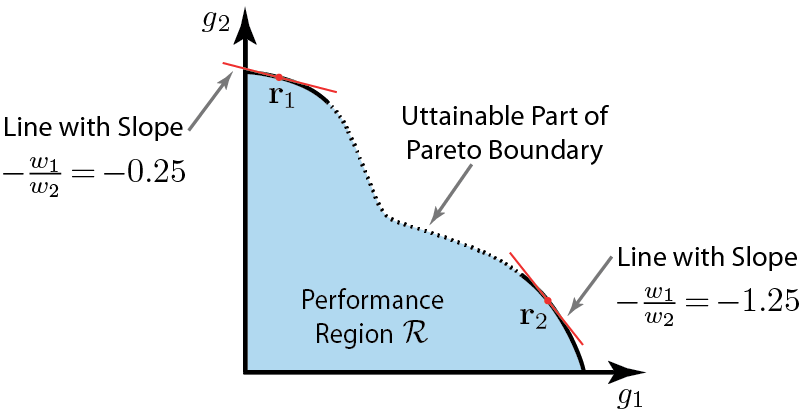 g₂
r₁
Line with Slope
−w₁/w₂ = −0.25
Uttainable Part of
Pareto Boundary
Line with Slope
−w₁/w₂ = −1.25
Performance
Region ℛ
r₂
g₁